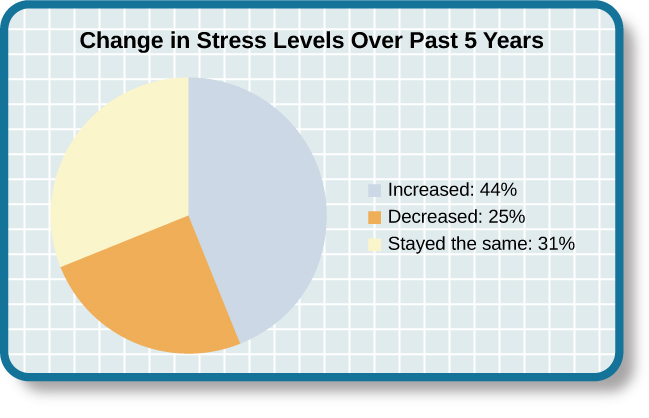 Change in Stress Levels Over Past 5 Years
Increased: 44%
Decreased: 25%
Stayed the same: 31%